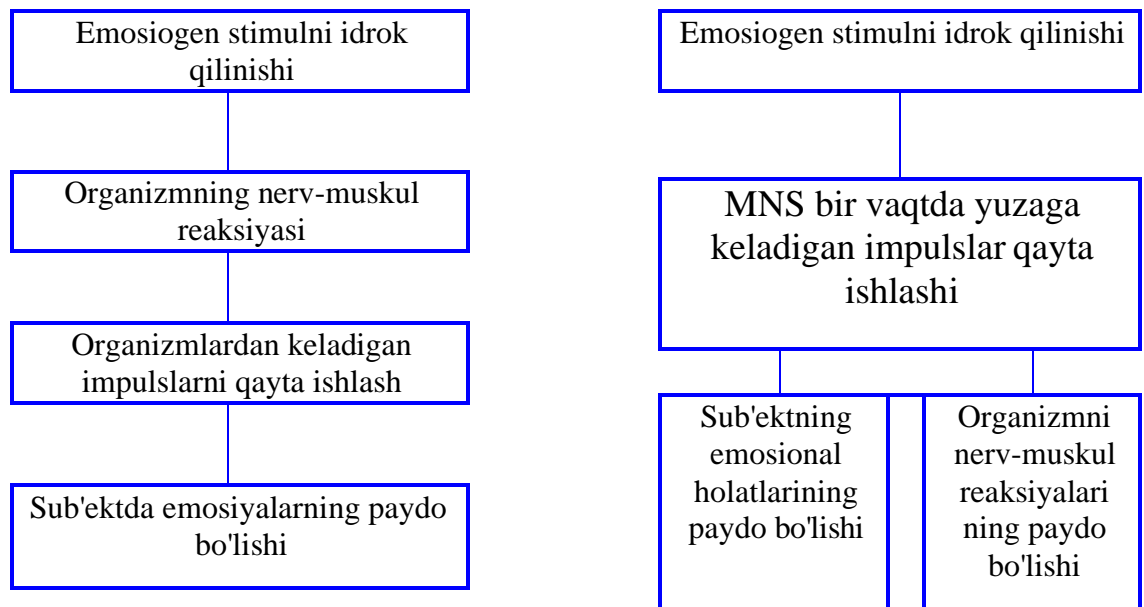 Emosiogen stimulni idrok
qilinishi
Organizmning nerv-muskul
reaksiyasi
Organizmlardan keladigan
impulslarni qayta ishlash
Sub'ektda emosiyalarning paydo
bo'lishi
Emosiogen stimulni idrok qilinishi
MNS bir vaqtda yuzaga
keladigan impulslar qayta
ishlashi
Sub'ektning
emosional
holatlarining
paydo bo'lishi
Organizmni
nerv-muskul
reaksiyalari
ning paydo
bo'lishi